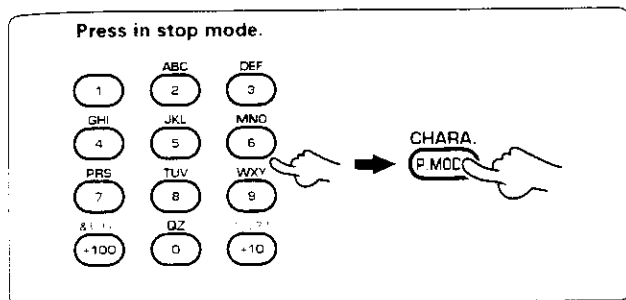 Press in stop mode.
ABC DEF
1 2 3
GHI JKL MNO
4 5 6
CHARA.
P.MOD
PRS TUV WXY
7 8 9
QZ
+100 0 +10